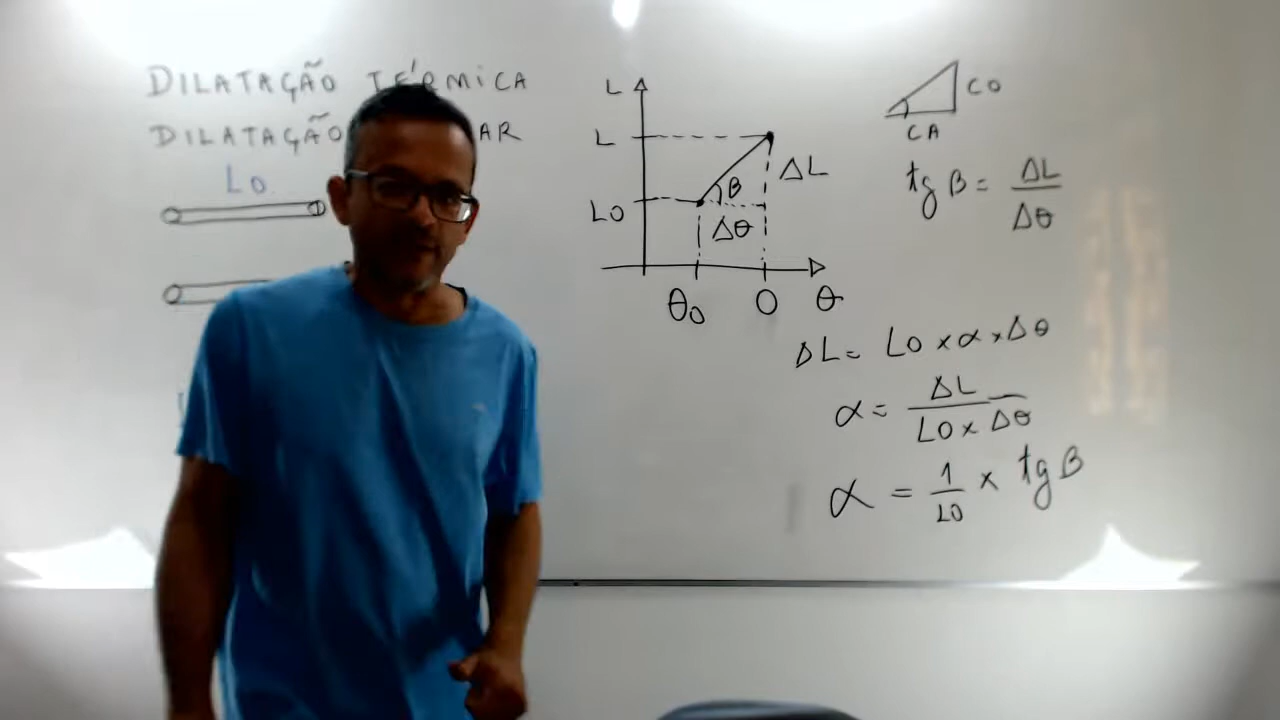 DILATAÇÃO TÉRMICA
DILATAÇÃO AR
L0
L
L
L0
β
ΔL
Δθ
θ0
θ
θ
CO
CA
tg β = ΔL / Δθ
ΔL = L0 x α x Δθ
α = ΔL / L0 x Δθ
α = 1 / L0 x tg β